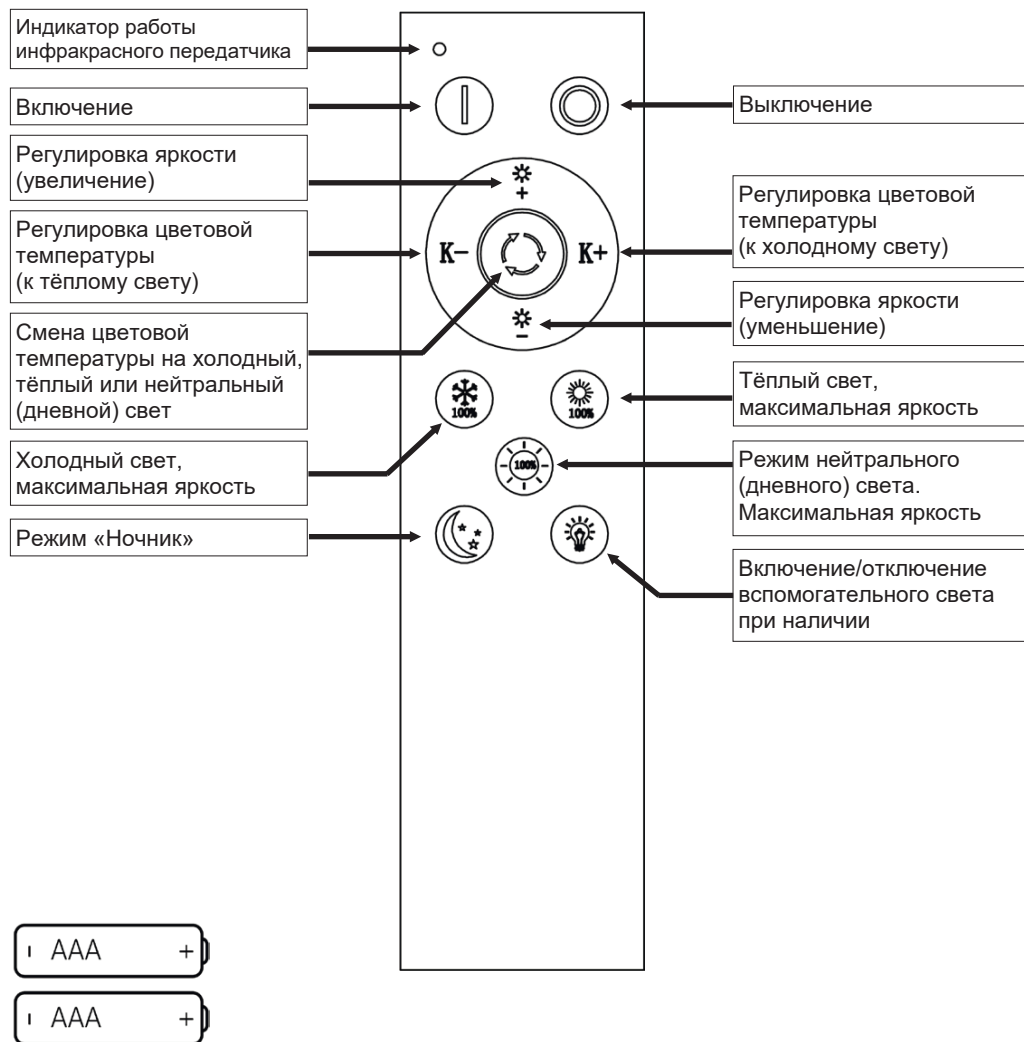 Индикатор работы
инфракрасного передатчика
Включение
Регулировка яркости
(увеличение)
Регулировка цветовой
температуры
(к тёплому свету)
Смена цветовой
температуры на холодный,
тёплый или нейтральный
(дневной) свет
Холодный свет,
максимальная яркость
Режим «Ночник»
+
K−
K+
−
100%
100%
100%
Выключение
Регулировка цветовой
температуры
(к холодному свету)
Регулировка яркости
(уменьшение)
Тёплый свет,
максимальная яркость
Режим нейтрального
(дневного) света.
Максимальная яркость
Включение/отключение
вспомогательного света
при наличии
- AAA +
- AAA +